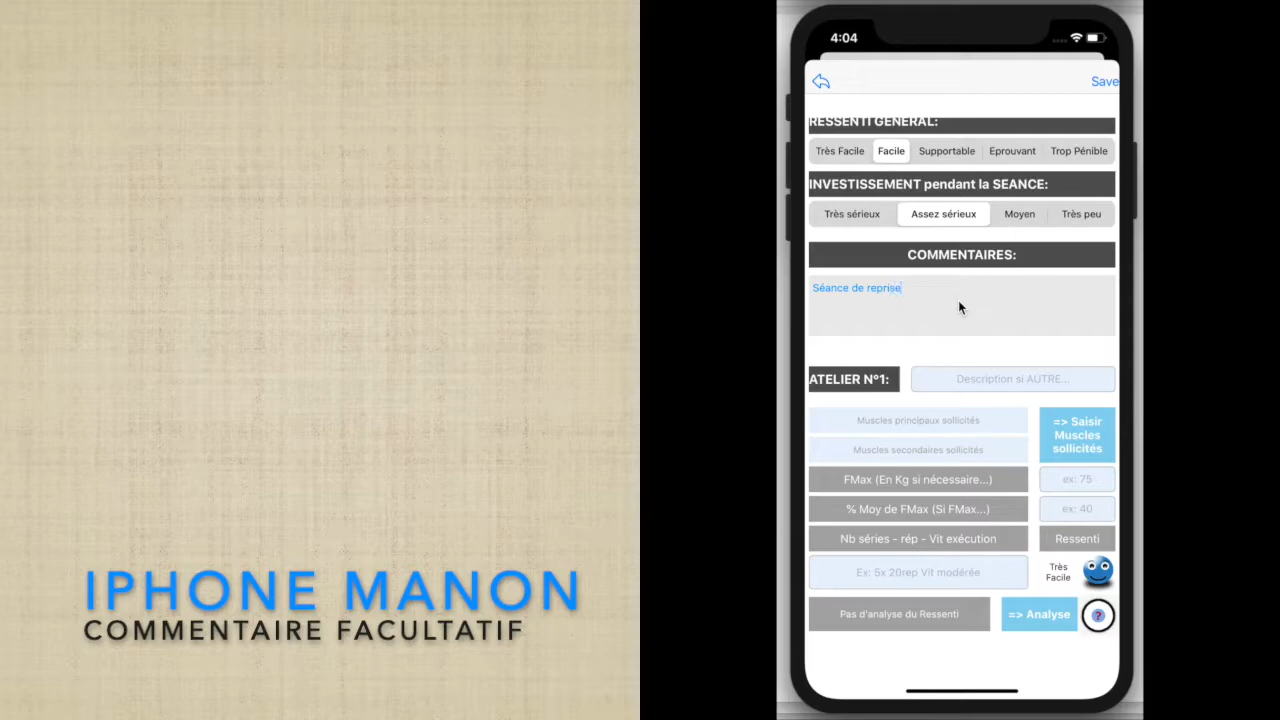 IPHONE MANON
COMMENTAIRE FACULTATIF
4:04
Save
RESSENTI GENERAL:
Très Facile Facile Supportable Eprouvant Trop Pénible
INVESTISSEMENT pendant la SEANCE:
Très sérieux Assez sérieux Moyen Très peu
COMMENTAIRES:
Séance de reprise
ATELIER N°1: Description si AUTRE...
Muscles principaux sollicités
Muscles secondaires sollicités
=> Saisir
Muscles
sollicités
FMax (En Kg si nécessaire...) ex: 75
% Moy de FMax (Si FMax...) ex: 40
Nb séries - rép - Vit exécution Ressenti
Ex: 5x 20rep Vit modérée
Très
Facile
Pas d'analyse du Ressenti => Analyse ?